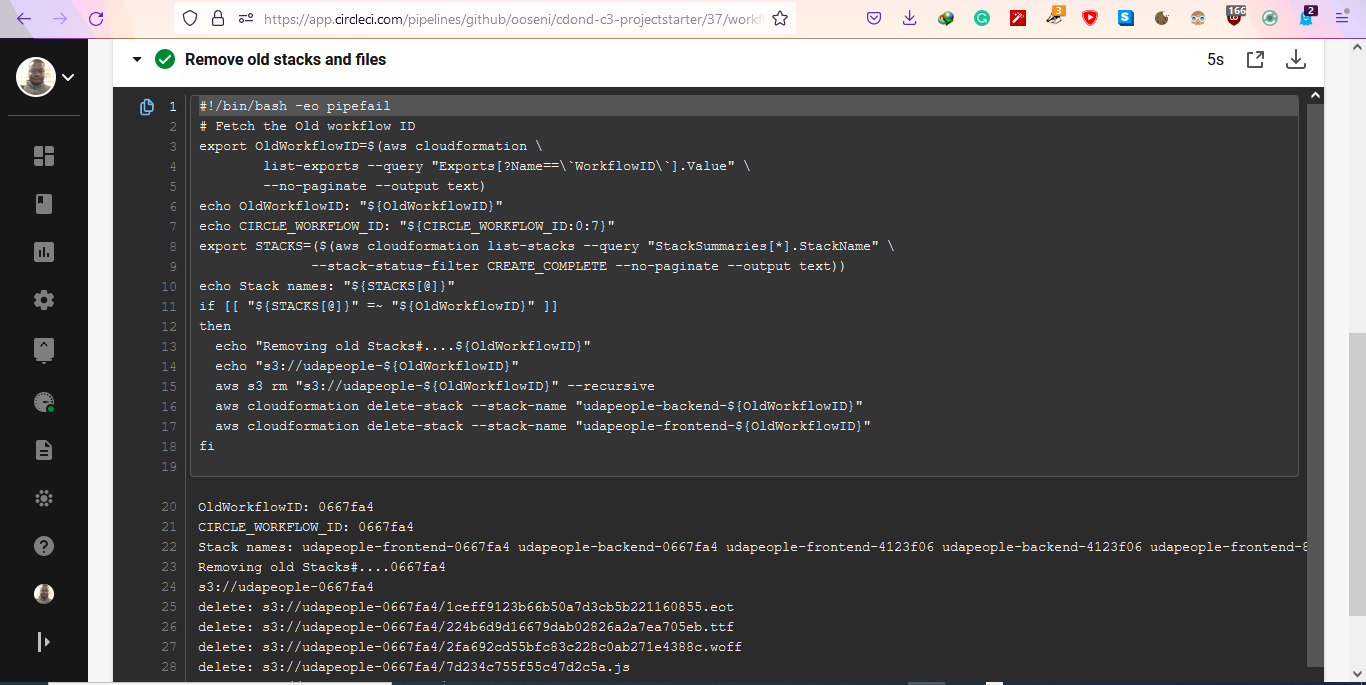 https://app.circleci.com/pipelines/github/ooseni/cdond-c3-projectstarter/37/workf
3
166
2
Remove old stacks and files
5s
1 #!/bin/bash -eo pipefail
2 # Fetch the Old workflow ID
3 export OldWorkflowID=$(aws cloudformation \
4 list-exports --query "Exports[?Name==\`WorkflowID\`].Value" \
5 --no-paginate --output text)
6 echo OldWorkflowID: "${OldWorkflowID}"
7 echo CIRCLE_WORKFLOW_ID: "${CIRCLE_WORKFLOW_ID:0:7}"
8 export STACKS=($(aws cloudformation list-stacks --query "StackSummaries[*].StackName" \
9 --stack-status-filter CREATE_COMPLETE --no-paginate --output text))
10 echo Stack names: "${STACKS[@]}"
11 if [[ "${STACKS[@]}" =~ "${OldWorkflowID}" ]]
12 then
13 echo "Removing old Stacks#....${OldWorkflowID}"
14 echo "s3://udapeople-${OldWorkflowID}"
15 aws s3 rm "s3://udapeople-${OldWorkflowID}" --recursive
16 aws cloudformation delete-stack --stack-name "udapeople-backend-${OldWorkflowID}"
17 aws cloudformation delete-stack --stack-name "udapeople-frontend-${OldWorkflowID}"
18 fi
19
20 OldWorkflowID: 0667fa4
21 CIRCLE_WORKFLOW_ID: 0667fa4
22 Stack names: udapeople-frontend-0667fa4 udapeople-backend-0667fa4 udapeople-frontend-4123f06 udapeople-backend-4123f06 udapeople-frontend-8
23 Removing old Stacks#....0667fa4
24 s3://udapeople-0667fa4
25 delete: s3://udapeople-0667fa4/1ceff9123b66b50a7d3cb5b221160855.eot
26 delete: s3://udapeople-0667fa4/224b6d9d16679dab02826a2a7ea705eb.ttf
27 delete: s3://udapeople-0667fa4/2fa692cd55bfc83c228c0ab271e4388c.woff
28 delete: s3://udapeople-0667fa4/7d234c755f55c47d2c5a.js